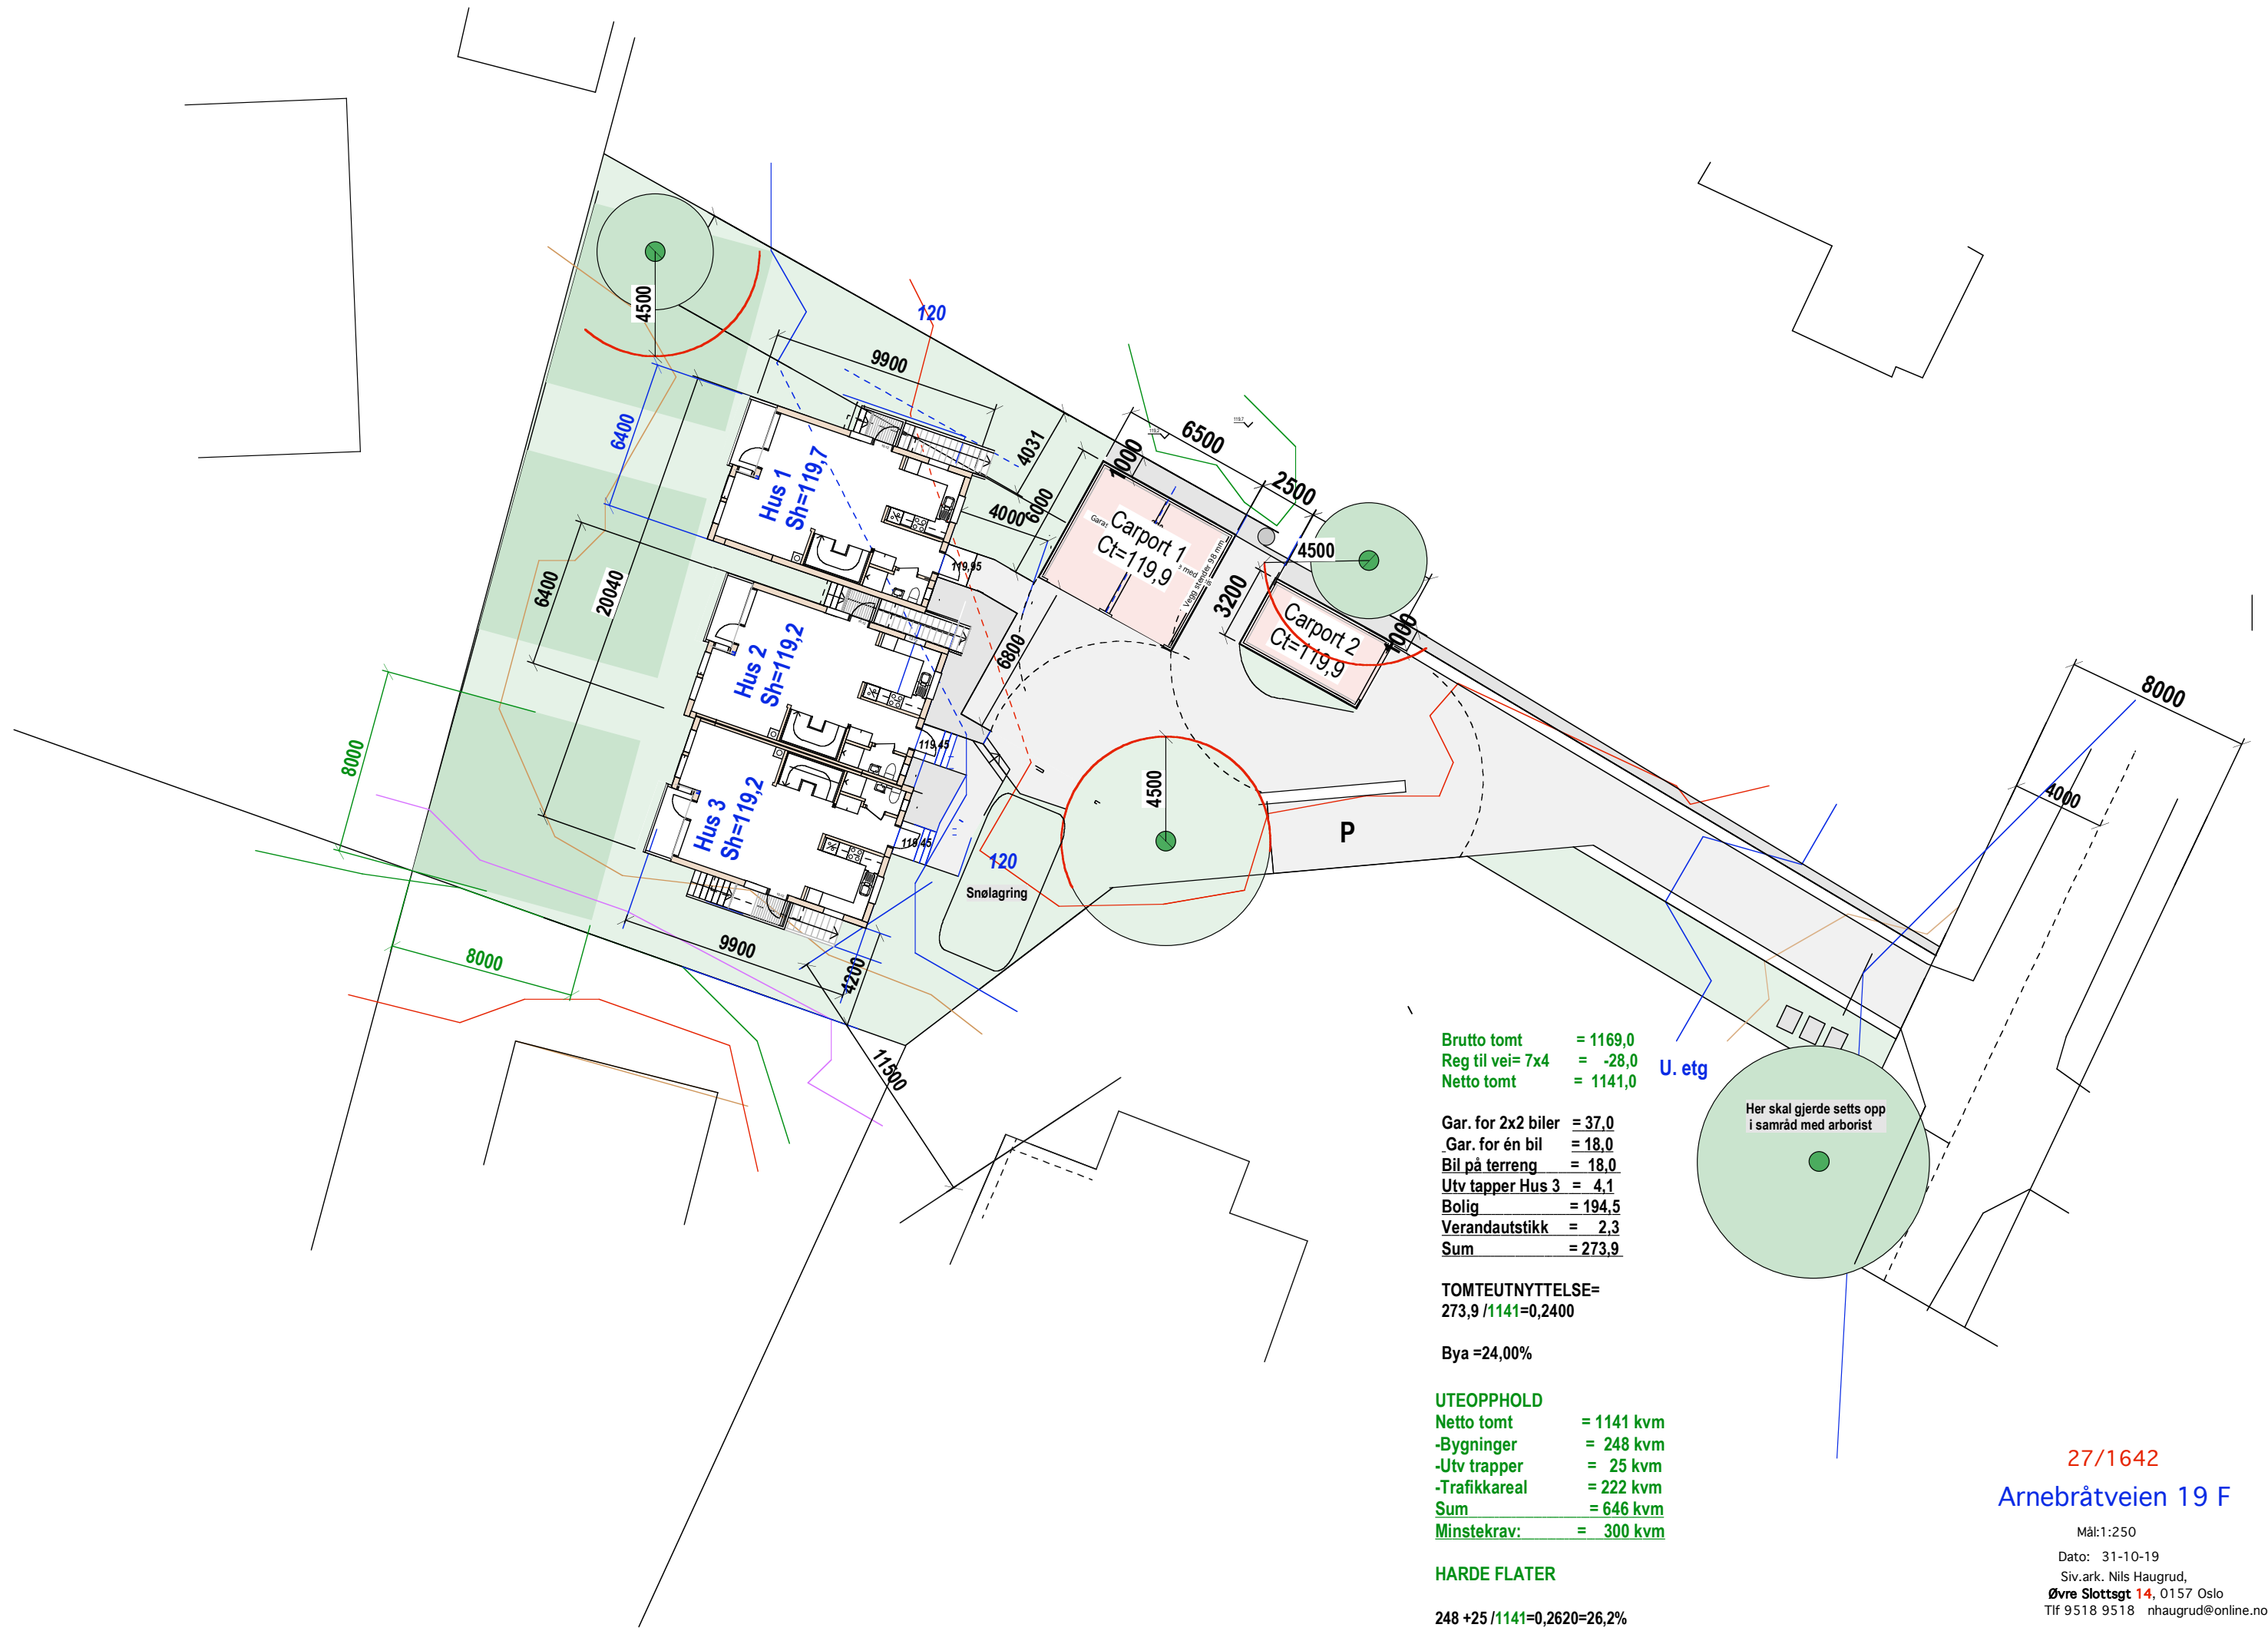 120
9900
4500
6400
4031
6500
1000
2500
4000
6000
Hus 1
Sh=119,7
Carport 1
Ct=119,9
Vegg stender 98 mm
4500
119,95
3200
Carport 2
Ct=119,9
6400
20040
6800
Hus 2
Sh=119,2
119,45
8000
8000
4000
4500
Hus 3
Sh=119,2
P
120
Snølagring
9900
8000
4200
11500
Brutto tomt = 1169,0
Reg til vei= 7x4 = -28,0
Netto tomt = 1141,0
U. etg
Gar. for 2x2 biler = 37,0
Gar. for én bil = 18,0
Bil på terreng = 18,0
Utv tapper Hus 3 = 4,1
Bolig = 194,5
Verandautstikk = 2,3
Sum = 273,9
Her skal gjerde setts opp
i samråd med arborist
TOMTEUTNYTTELSE=
273,9 /1141=0,2400
Bya =24,00%
UTEOPPHOLD
Netto tomt = 1141 kvm
-Bygninger = 248 kvm
-Utv trapper = 25 kvm
-Trafikkareal = 222 kvm
Sum = 646 kvm
Minstekrav: = 300 kvm
HARDE FLATER
248 +25 /1141=0,2620=26,2%
27/1642
Arnebråtveien 19 F
Mål:1:250
Dato: 31-10-19
Siv.ark. Nils Haugrud,
Øvre Slottsgt 14, 0157 Oslo
Tlf 9518 9518 nhaugrud@online.no